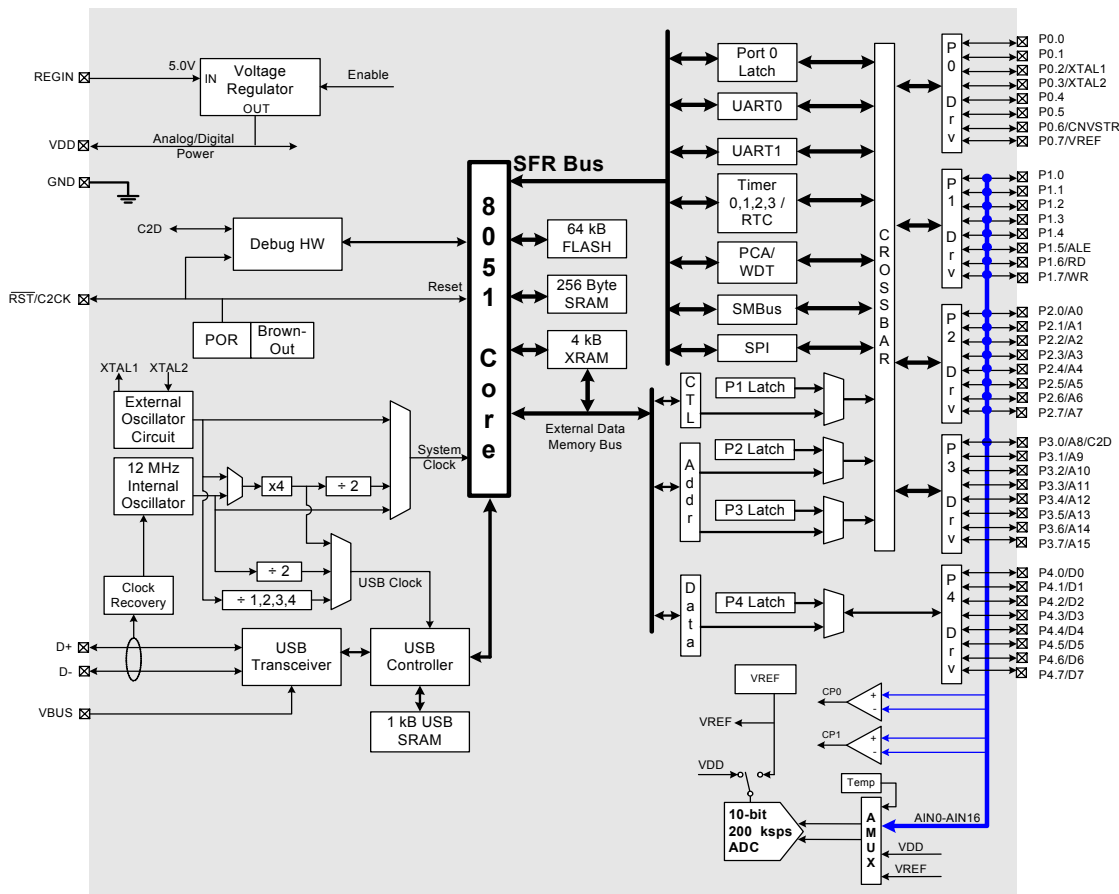 REGIN
5.0V
IN
Voltage
Regulator
OUT
Enable
VDD
Analog/Digital
Power
GND
C2D
Debug HW
RST/C2CK
Reset
POR
Brown-
Out
XTAL1
XTAL2
External
Oscillator
Circuit
12 MHz
Internal
Oscillator
x4
÷ 2
System
Clock
÷ 2
÷ 1,2,3,4
USB Clock
Clock
Recovery
D+
D-
VBUS
USB
Transceiver
USB
Controller
1 kB USB
SRAM
8051 Core
SFR Bus
64 kB
FLASH
256 Byte
SRAM
4 kB
XRAM
External Data
Memory Bus
Port 0
Latch
UART0
UART1
Timer
0,1,2,3 /
RTC
PCA/
WDT
SMBus
SPI
CTL
P1 Latch
Addr
P2 Latch
P3 Latch
Data
P4 Latch
CROSSBAR
P0 Drv
P0.0
P0.1
P0.2/XTAL1
P0.3/XTAL2
P0.4
P0.5
P0.6/CNVSTR
P0.7/VREF
P1 Drv
P1.0
P1.1
P1.2
P1.3
P1.4
P1.5/ALE
P1.6/RD
P1.7/WR
P2 Drv
P2.0/A0
P2.1/A1
P2.2/A2
P2.3/A3
P2.4/A4
P2.5/A5
P2.6/A6
P2.7/A7
P3 Drv
P3.0/A8/C2D
P3.1/A9
P3.2/A10
P3.3/A11
P3.4/A12
P3.5/A13
P3.6/A14
P3.7/A15
P4 Drv
P4.0/D0
P4.1/D1
P4.2/D2
P4.3/D3
P4.4/D4
P4.5/D5
P4.6/D6
P4.7/D7
VREF
VREF
VDD
CP0
+
-
CP1
+
-
Temp
10-bit
200 ksps
ADC
AMUX
AIN0-AIN16
VDD
VREF